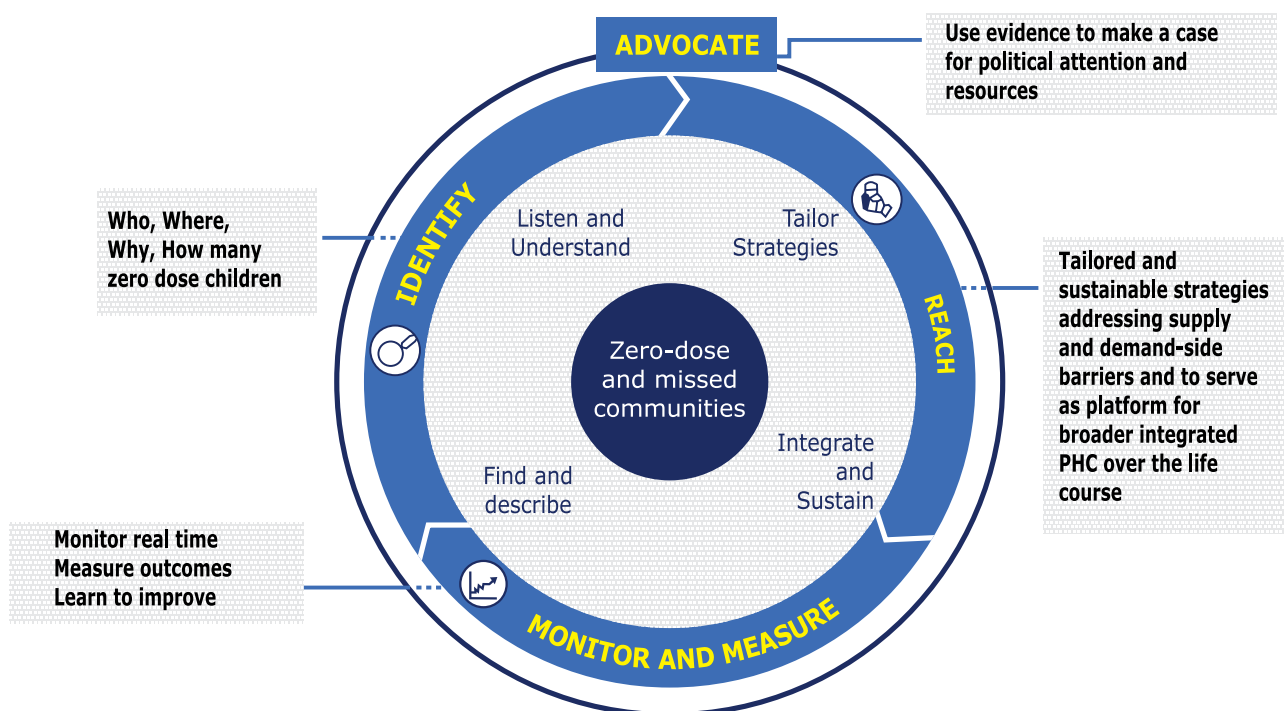 ADVOCATE
Use evidence to make a case
for political attention and
resources
Who, Where,
Why, How many
zero dose children
IDENTIFY
Listen and
Understand
Tailor
Strategies
REACH
Tailored and
sustainable strategies
addressing supply
and demand-side
barriers and to serve
as platform for
broader integrated
PHC over the life
course
Zero-dose
and missed
communities
Find and
describe
Integrate
and
Sustain
Monitor real time
Measure outcomes
Learn to improve
MONITOR AND MEASURE